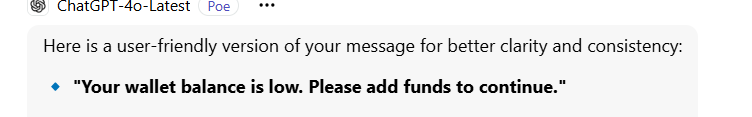 ChatGPT-4o-Latest Poe ···
Here is a user-friendly version of your message for better clarity and consistency:
"Your wallet balance is low. Please add funds to continue."